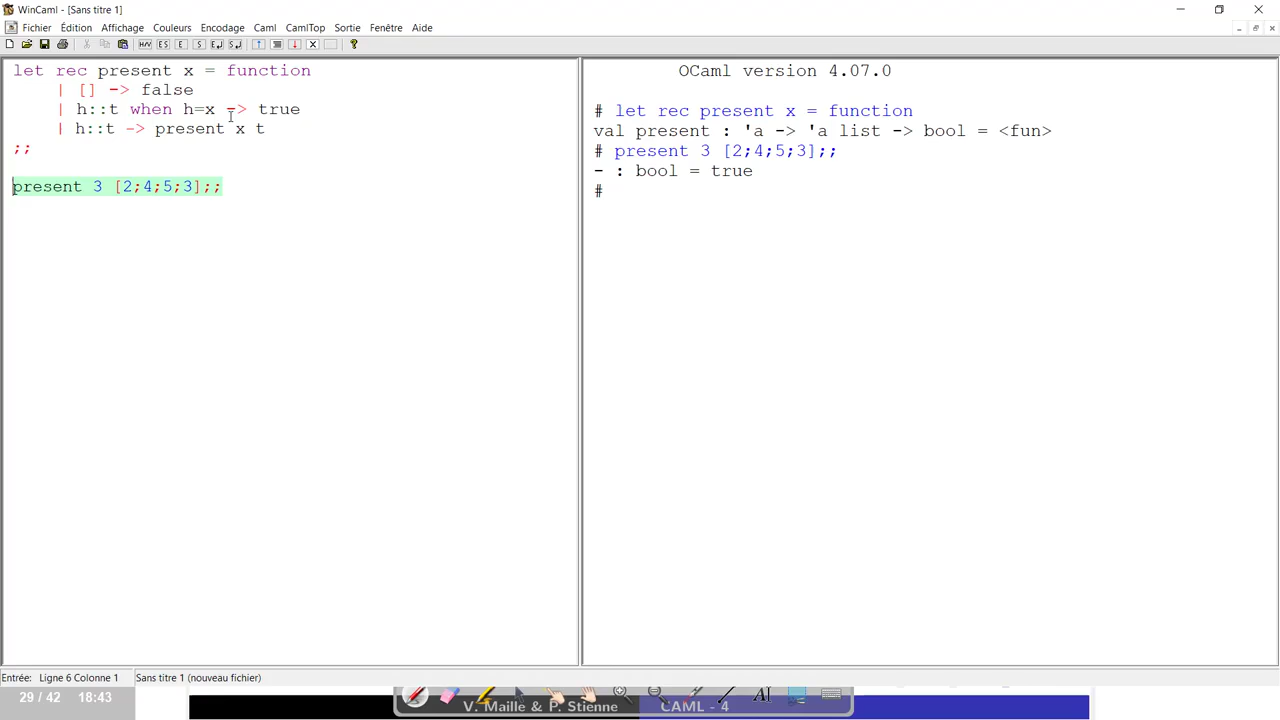 WinCaml - [Sans titre 1]
Fichier Édition Affichage Couleurs Encodage Caml CamlTop Sortie Fenêtre Aide
let rec present x = function
| [] -> false
| h::t when h=x -> true
| h::t -> present x t
;;
present 3 [2;4;5;3];;
OCaml version 4.07.0
# let rec present x = function
val present : 'a -> 'a list -> bool = <fun>
# present 3 [2;4;5;3];;
- : bool = true
#
Entrée: Ligne 6 Colonne 1 Sans titre 1 (nouveau fichier)
29 / 42 18:43
V. Maille & P. Stienne CAML - 4